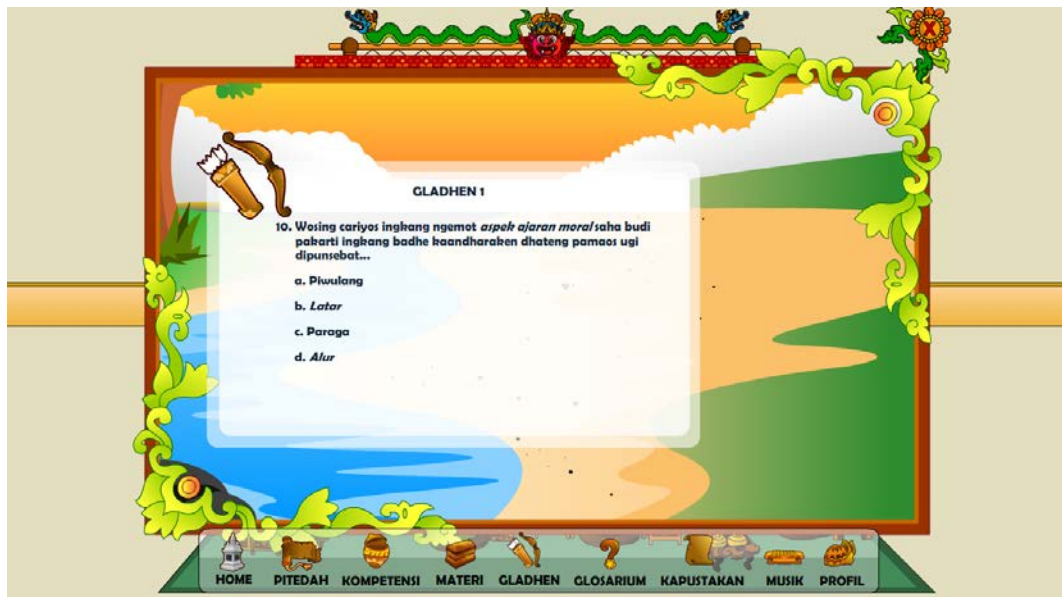 X
GLADHEN 1
10. Wosing cariyos ingkang ngemot aspek ajaran moral saha budi
pakarti ingkang badhe kaandharaken dhateng pamaos ugi
dipunsebat...
a. Piwulang
b. Latar
c. Paraga
d. Alur
HOME PITEDAH KOMPETENSI MATERI GLADHEN GLOSARIUM KAPUSTAKAN MUSIK PROFIL